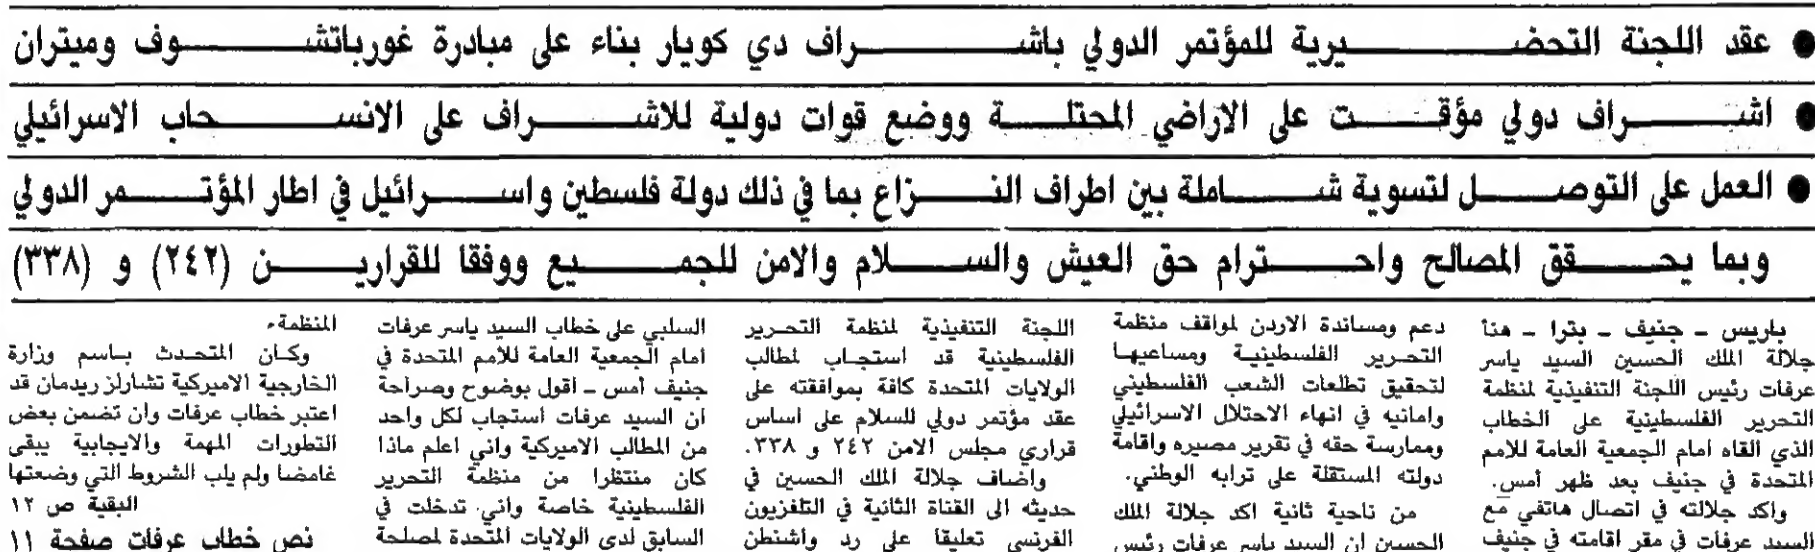 ● عقد اللجنة التحضيرية للمؤتمر الدولي باشراف دي كويار بناء على مبادرة غورباتشوف وميتران
● اشراف دولي مؤقت على الاراضي المحتلة ووضع قوات دولية للاشراف على الانسحاب الاسرائيلي
● العمل على التوصل لتسوية شاملة بين اطراف النزاع بما في ذلك دولة فلسطين واسرائيل في اطار المؤتمر الدولي
وبما يحقق المصالح واحترام حق العيش والسلام والامن للجميع ووفقا للقرارين (٢٤٢) و (٣٣٨)
باريس ـ جنيف ـ بترا ـ هنأ
جلالة الملك الحسين السيد ياسر
عرفات رئيس اللجنة التنفيذية لمنظمة
التحرير الفلسطينية على الخطاب
الذي القاه امام الجمعية العامة للامم
المتحدة في جنيف بعد ظهر أمس.
واكد جلالته في اتصال هاتفي مع
السيد عرفات في مقر اقامته في جنيف
دعم ومساندة الاردن لمواقف منظمة
التحرير الفلسطينية ومساعيها
لتحقيق تطلعات الشعب الفلسطيني
وامانيه في انهاء الاحتلال الاسرائيلي
وممارسة حقه في تقرير مصيره واقامة
دولته المستقلة على ترابه الوطني.
من ناحية ثانية اكد جلالة الملك
الحسين ان السيد ياسر عرفات رئيس
اللجنة التنفيذية لمنظمة التحرير
الفلسطينية قد استجاب لمطالب
الولايات المتحدة كافة بموافقته على
عقد مؤتمر دولي للسلام على اساس
قراري مجلس الامن ٢٤٢ و ٣٣٨.
واضاف جلالة الملك الحسين في
حديثه الى القناة الثانية في التلفزيون
الفرنسي تعليقا على رد واشنطن
السلبي على خطاب السيد ياسر عرفات
امام الجمعية العامة للأمم المتحدة في
جنيف أمس ـ اقول بوضوح وصراحة
ان السيد عرفات استجاب لكل واحد
من المطالب الاميركية واني اعلم ماذا
كان منتظرا من منظمة التحرير
الفلسطينية خاصة وأني تدخلت في
السابق لدى الولايات المتحدة لمصلحة
المنظمة،
وكان المتحدث باسم وزارة
الخارجية الاميركية تشارلز ريدمان قد
اعتبر خطاب عرفات وان تضمن بعض
التطورات المهمة والايجابية يبقى
غامضا ولم يلب الشروط التي وضعتها
البقية ص ١٢
نص خطاب عرفات صفحة ١١